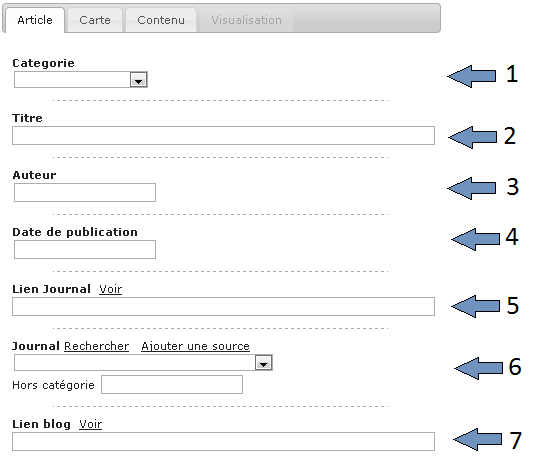 Article Carte Contenu Visualisation
Categorie 1
Titre 2
Auteur 3
Date de publication 4
Lien Journal Voir 5
Journal Rechercher Ajouter une source 6
Hors catégorie
Lien blog Voir 7